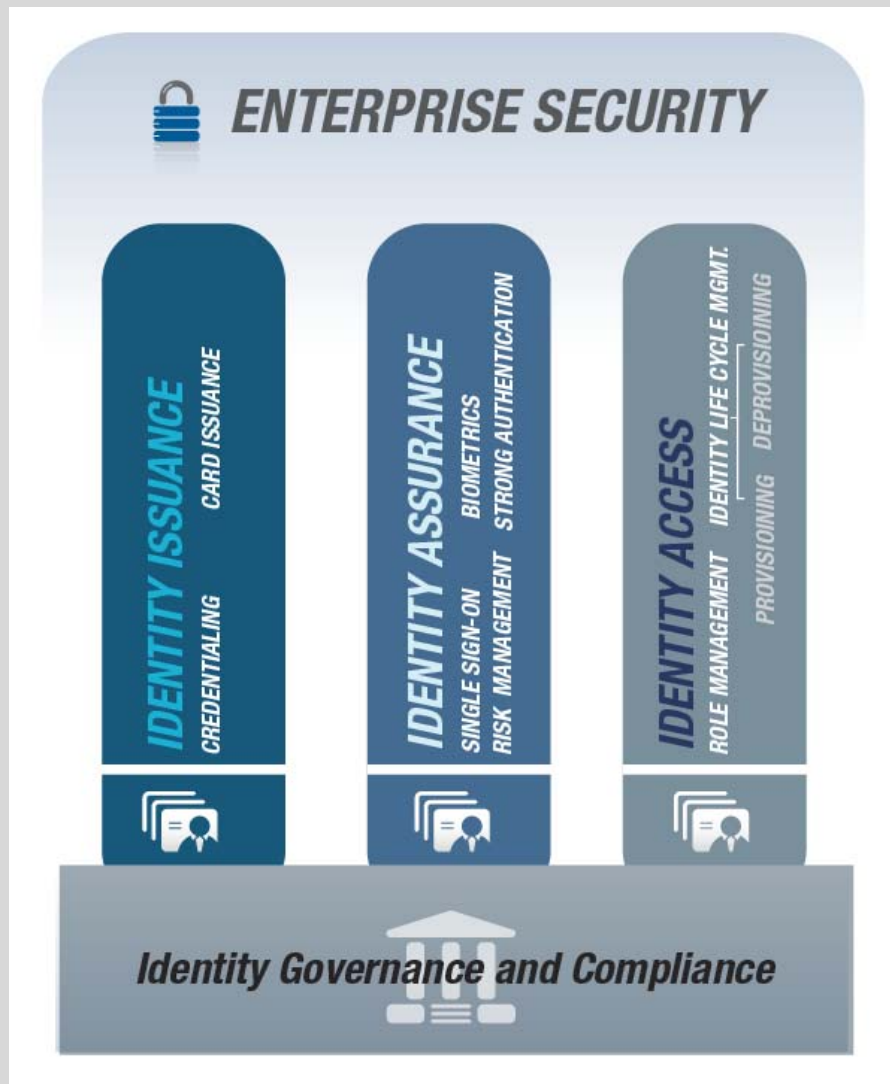 ENTERPRISE SECURITY
IDENTITY ISSUANCE
CREDENTIALING CARD ISSUANCE
IDENTITY ASSURANCE
SINGLE SIGN-ON BIOMETRICS
RISK MANAGEMENT STRONG AUTHENTICATION
IDENTITY ACCESS
ROLE MANAGEMENT IDENTITY LIFE CYCLE MGMT.
PROVISIOINING DEPROVISIOINING
Identity Governance and Compliance